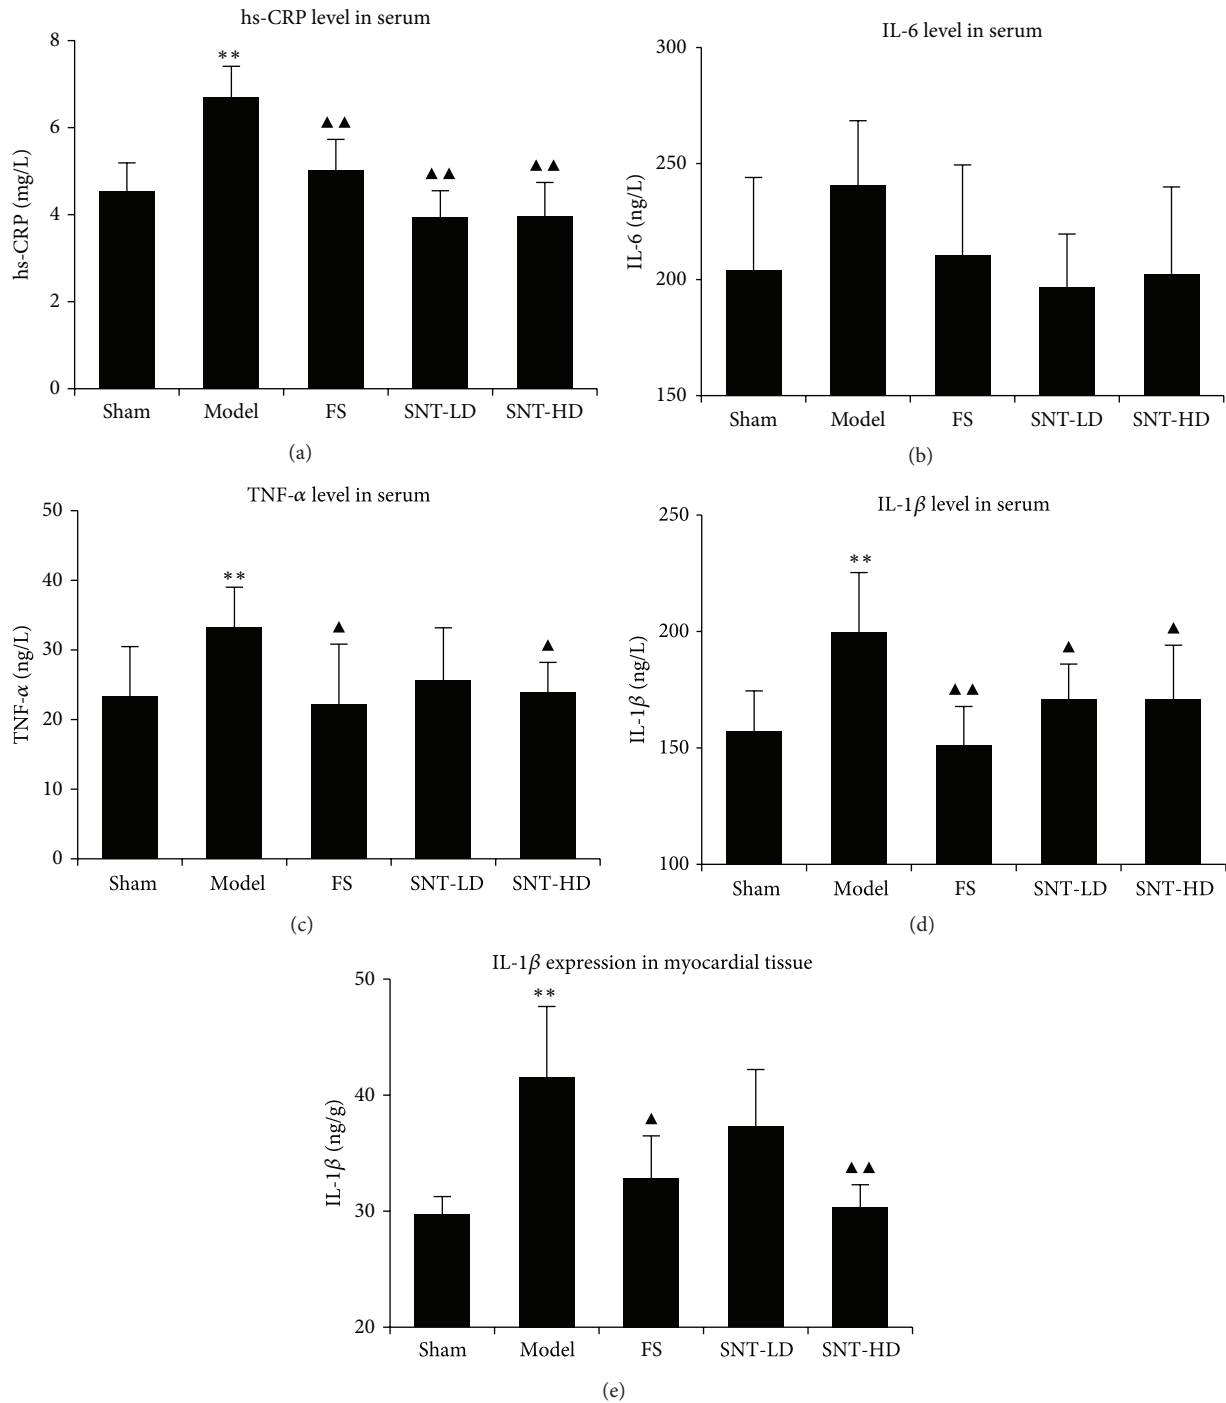 hs-CRP level in serum
hs-CRP (mg/L)
8
6
4
2
0
**
▲▲
▲▲
▲▲
Sham Model FS SNT-LD SNT-HD
(a)
IL-6 level in serum
IL-6 (ng/L)
300
250
200
150
Sham Model FS SNT-LD SNT-HD
(b)
TNF-α level in serum
TNF-α (ng/L)
50
40
30
20
10
0
**
▲
▲
Sham Model FS SNT-LD SNT-HD
(c)
IL-1β level in serum
IL-1β (ng/L)
250
200
150
100
**
▲▲
▲
▲
Sham Model FS SNT-LD SNT-HD
(d)
IL-1β expression in myocardial tissue
IL-1β (ng/g)
50
40
30
20
**
▲
▲▲
Sham Model FS SNT-LD SNT-HD
(e)